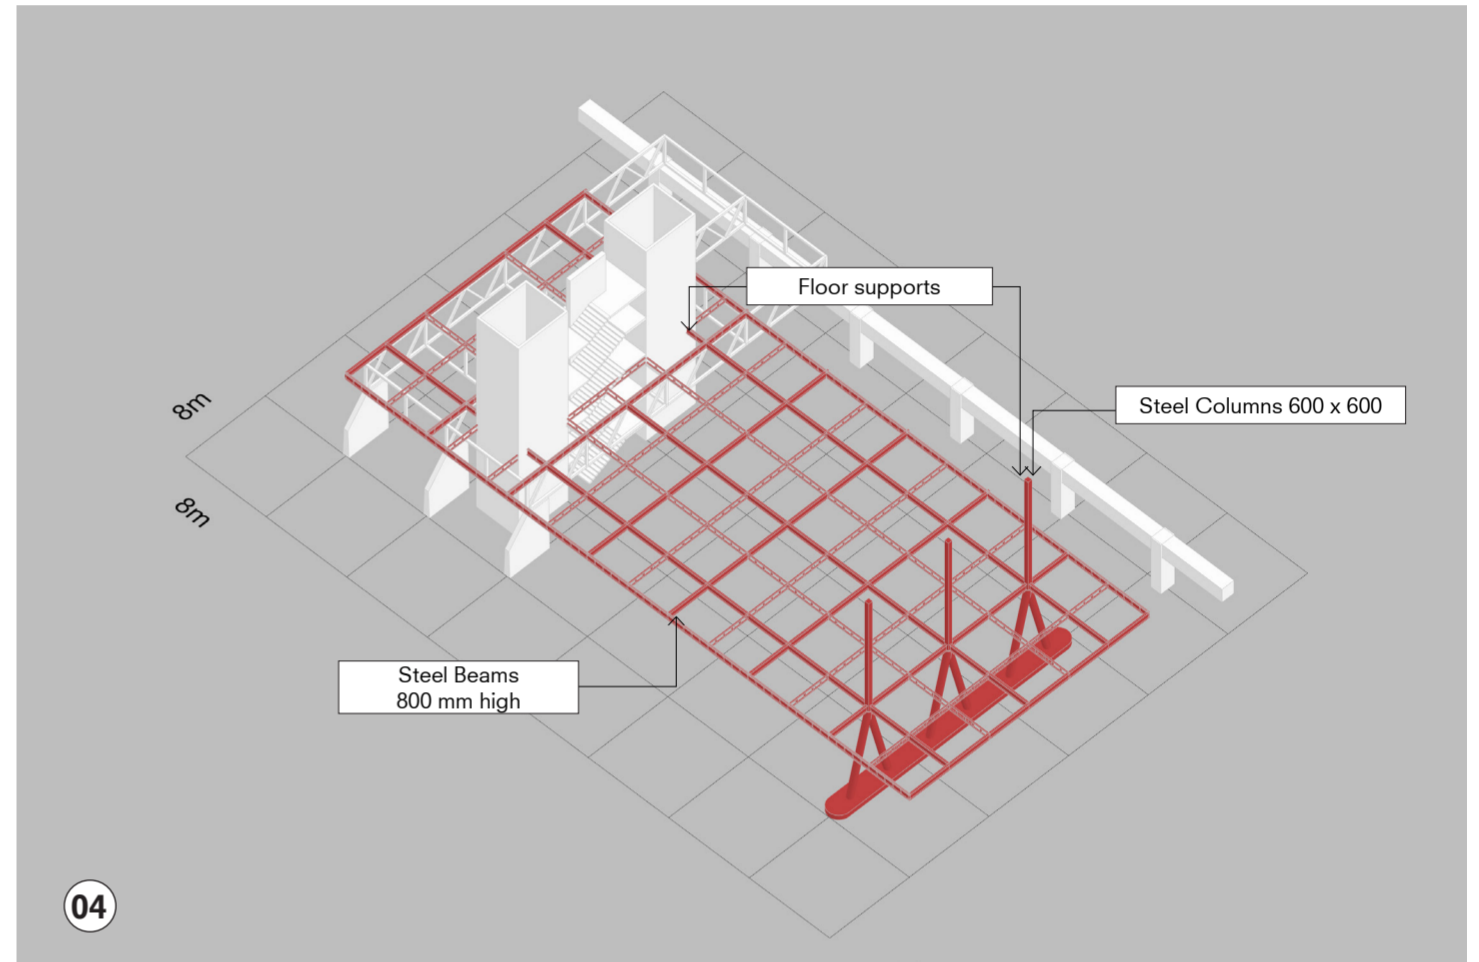 Floor supports
Steel Columns 600 x 600
8m
8m
Steel Beams
800 mm high
04